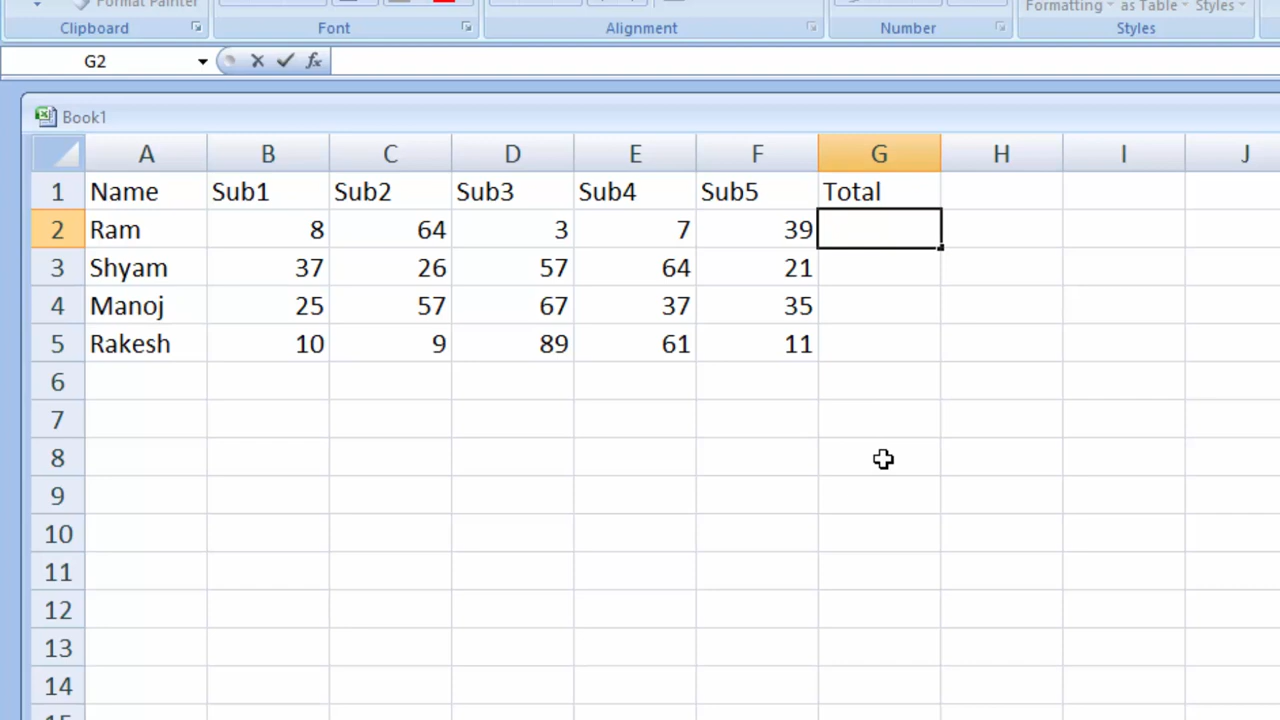 Format Painter
Formatting as Table Styles
Clipboard Font Alignment Number Styles
G2 fx
Book1
A B C D E F G H I J
1 Name Sub1 Sub2 Sub3 Sub4 Sub5 Total
2 Ram 8 64 3 7 39
3 Shyam 37 26 57 64 21
4 Manoj 25 57 67 37 35
5 Rakesh 10 9 89 61 11
6
7
8
9
10
11
12
13
14
15